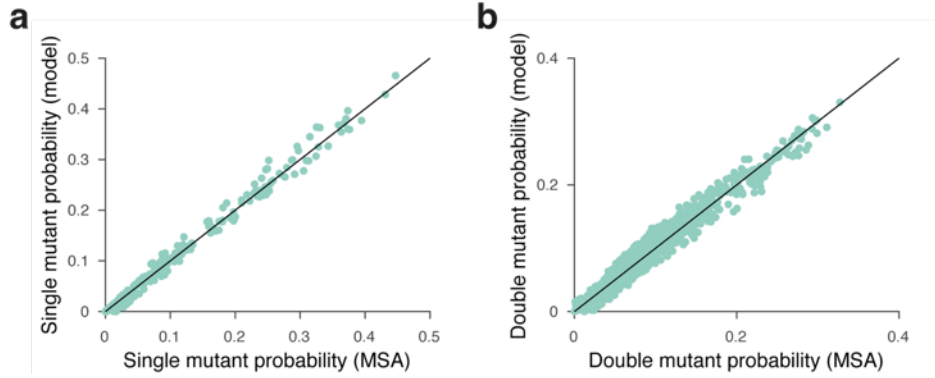 a
Single mutant probability (model)
0.5
0.4
0.3
0.2
0.1
0
0 0.1 0.2 0.3 0.4 0.5
Single mutant probability (MSA)
b
Double mutant probability (model)
0.4
0.2
0
0 0.2 0.4
Double mutant probability (MSA)